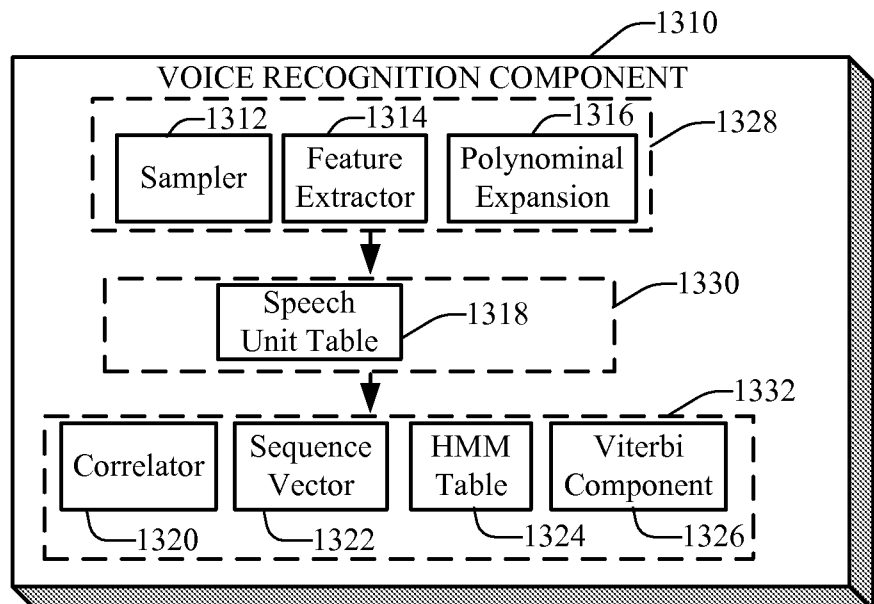 1310
VOICE RECOGNITION COMPONENT
1312
1314
1316
1328
Sampler
Feature
Extractor
Polynominal
Expansion
1330
Speech
Unit Table
1318
1332
Correlator
Sequence
Vector
HMM
Table
Viterbi
Component
1320
1322
1324
1326